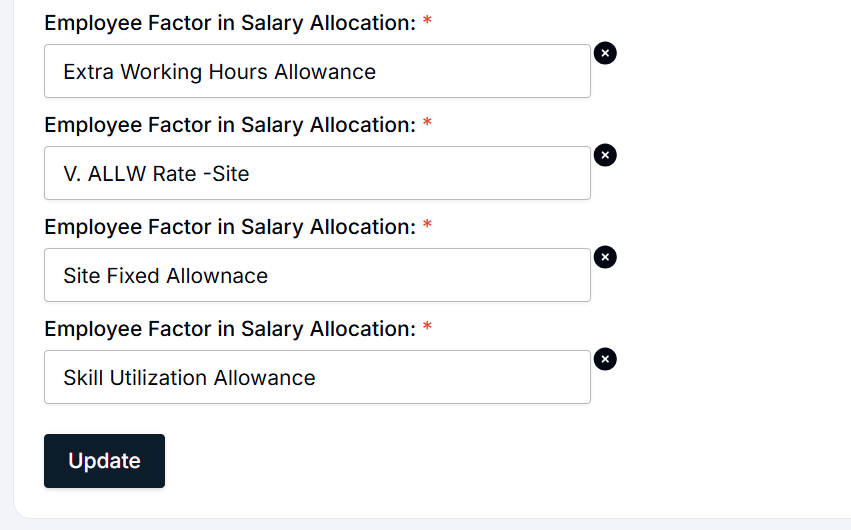 Employee Factor in Salary Allocation: *
Extra Working Hours Allowance
Employee Factor in Salary Allocation: *
V. ALLW Rate -Site
Employee Factor in Salary Allocation: *
Site Fixed Allownace
Employee Factor in Salary Allocation: *
Skill Utilization Allowance
Update